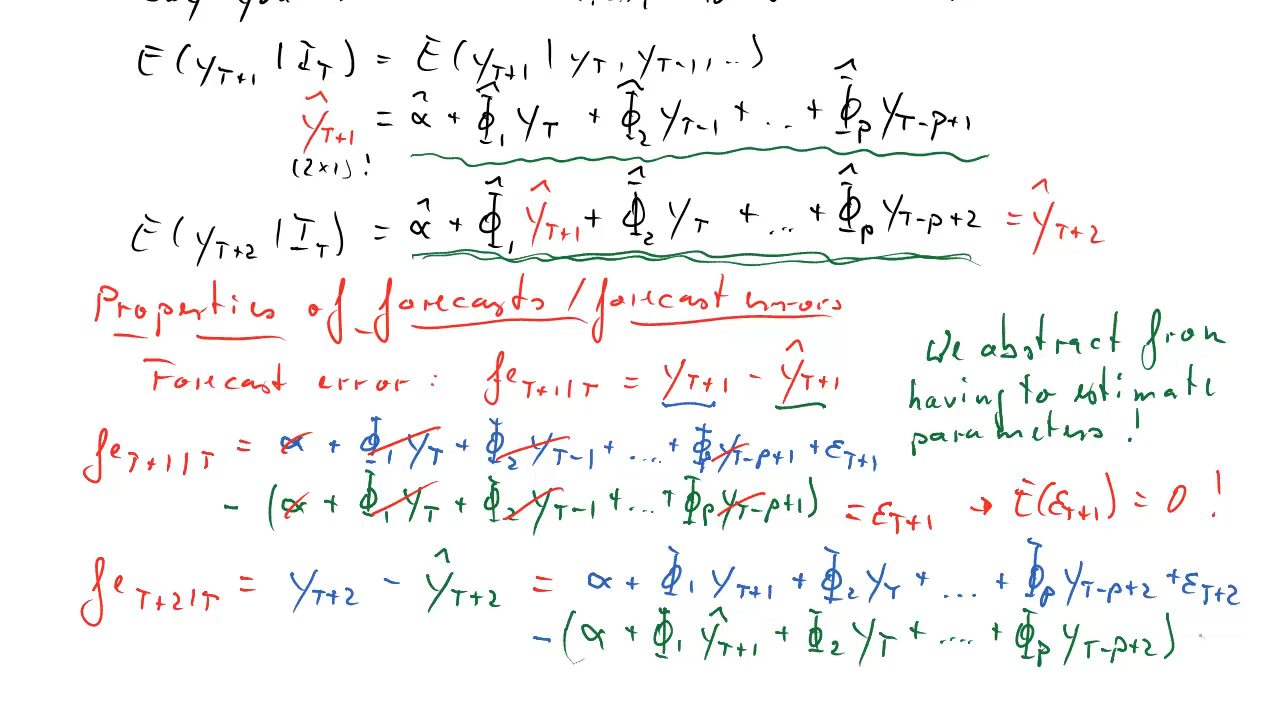 E(y_{T+1} | I_T) = E(y_{T+1} | y_T, y_{T-1}, ..)
ŷ_{T+1} = α̂ + Φ̂_1 y_T + Φ̂_2 y_{T-1} + ... + Φ̂_p y_{T-p+1}
(2×1)!
E(y_{T+2} | I_T) = α̂ + Φ̂_1 ŷ_{T+1} + Φ̂_2 y_T + ... + Φ̂_p y_{T-p+2} = ŷ_{T+2}
Properties of forecasts / forecast errors
We abstract from
having to estimate
parameters!
Forecast error: fe_{T+1|T} = y_{T+1} - ŷ_{T+1}
fe_{T+1|T} = α + Φ_1 y_T + Φ_2 y_{T-1} + .... + Φ_p y_{T-p+1} + ε_{T+1}
- (α + Φ_1 y_T + Φ_2 y_{T-1} + ... + Φ_p y_{T-p+1}) = ε_{T+1} → E(ε_{T+1}) = 0 !
fe_{T+2|T} = y_{T+2} - ŷ_{T+2} = α + Φ_1 y_{T+1} + Φ_2 y_T + ... + Φ_p y_{T-p+2} + ε_{T+2}
- (α + Φ_1 ŷ_{T+1} + Φ_2 y_T + .... + Φ_p y_{T-p+2})